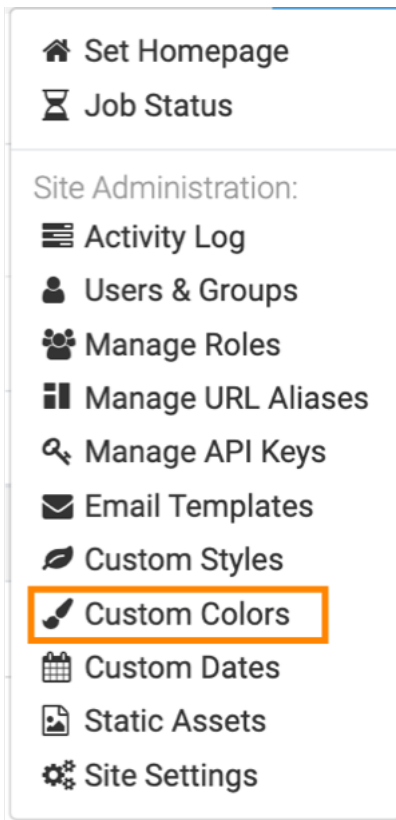 Set Homepage
Job Status
Site Administration:
Activity Log
Users & Groups
Manage Roles
Manage URL Aliases
Manage API Keys
Email Templates
Custom Styles
Custom Colors
Custom Dates
Static Assets
Site Settings